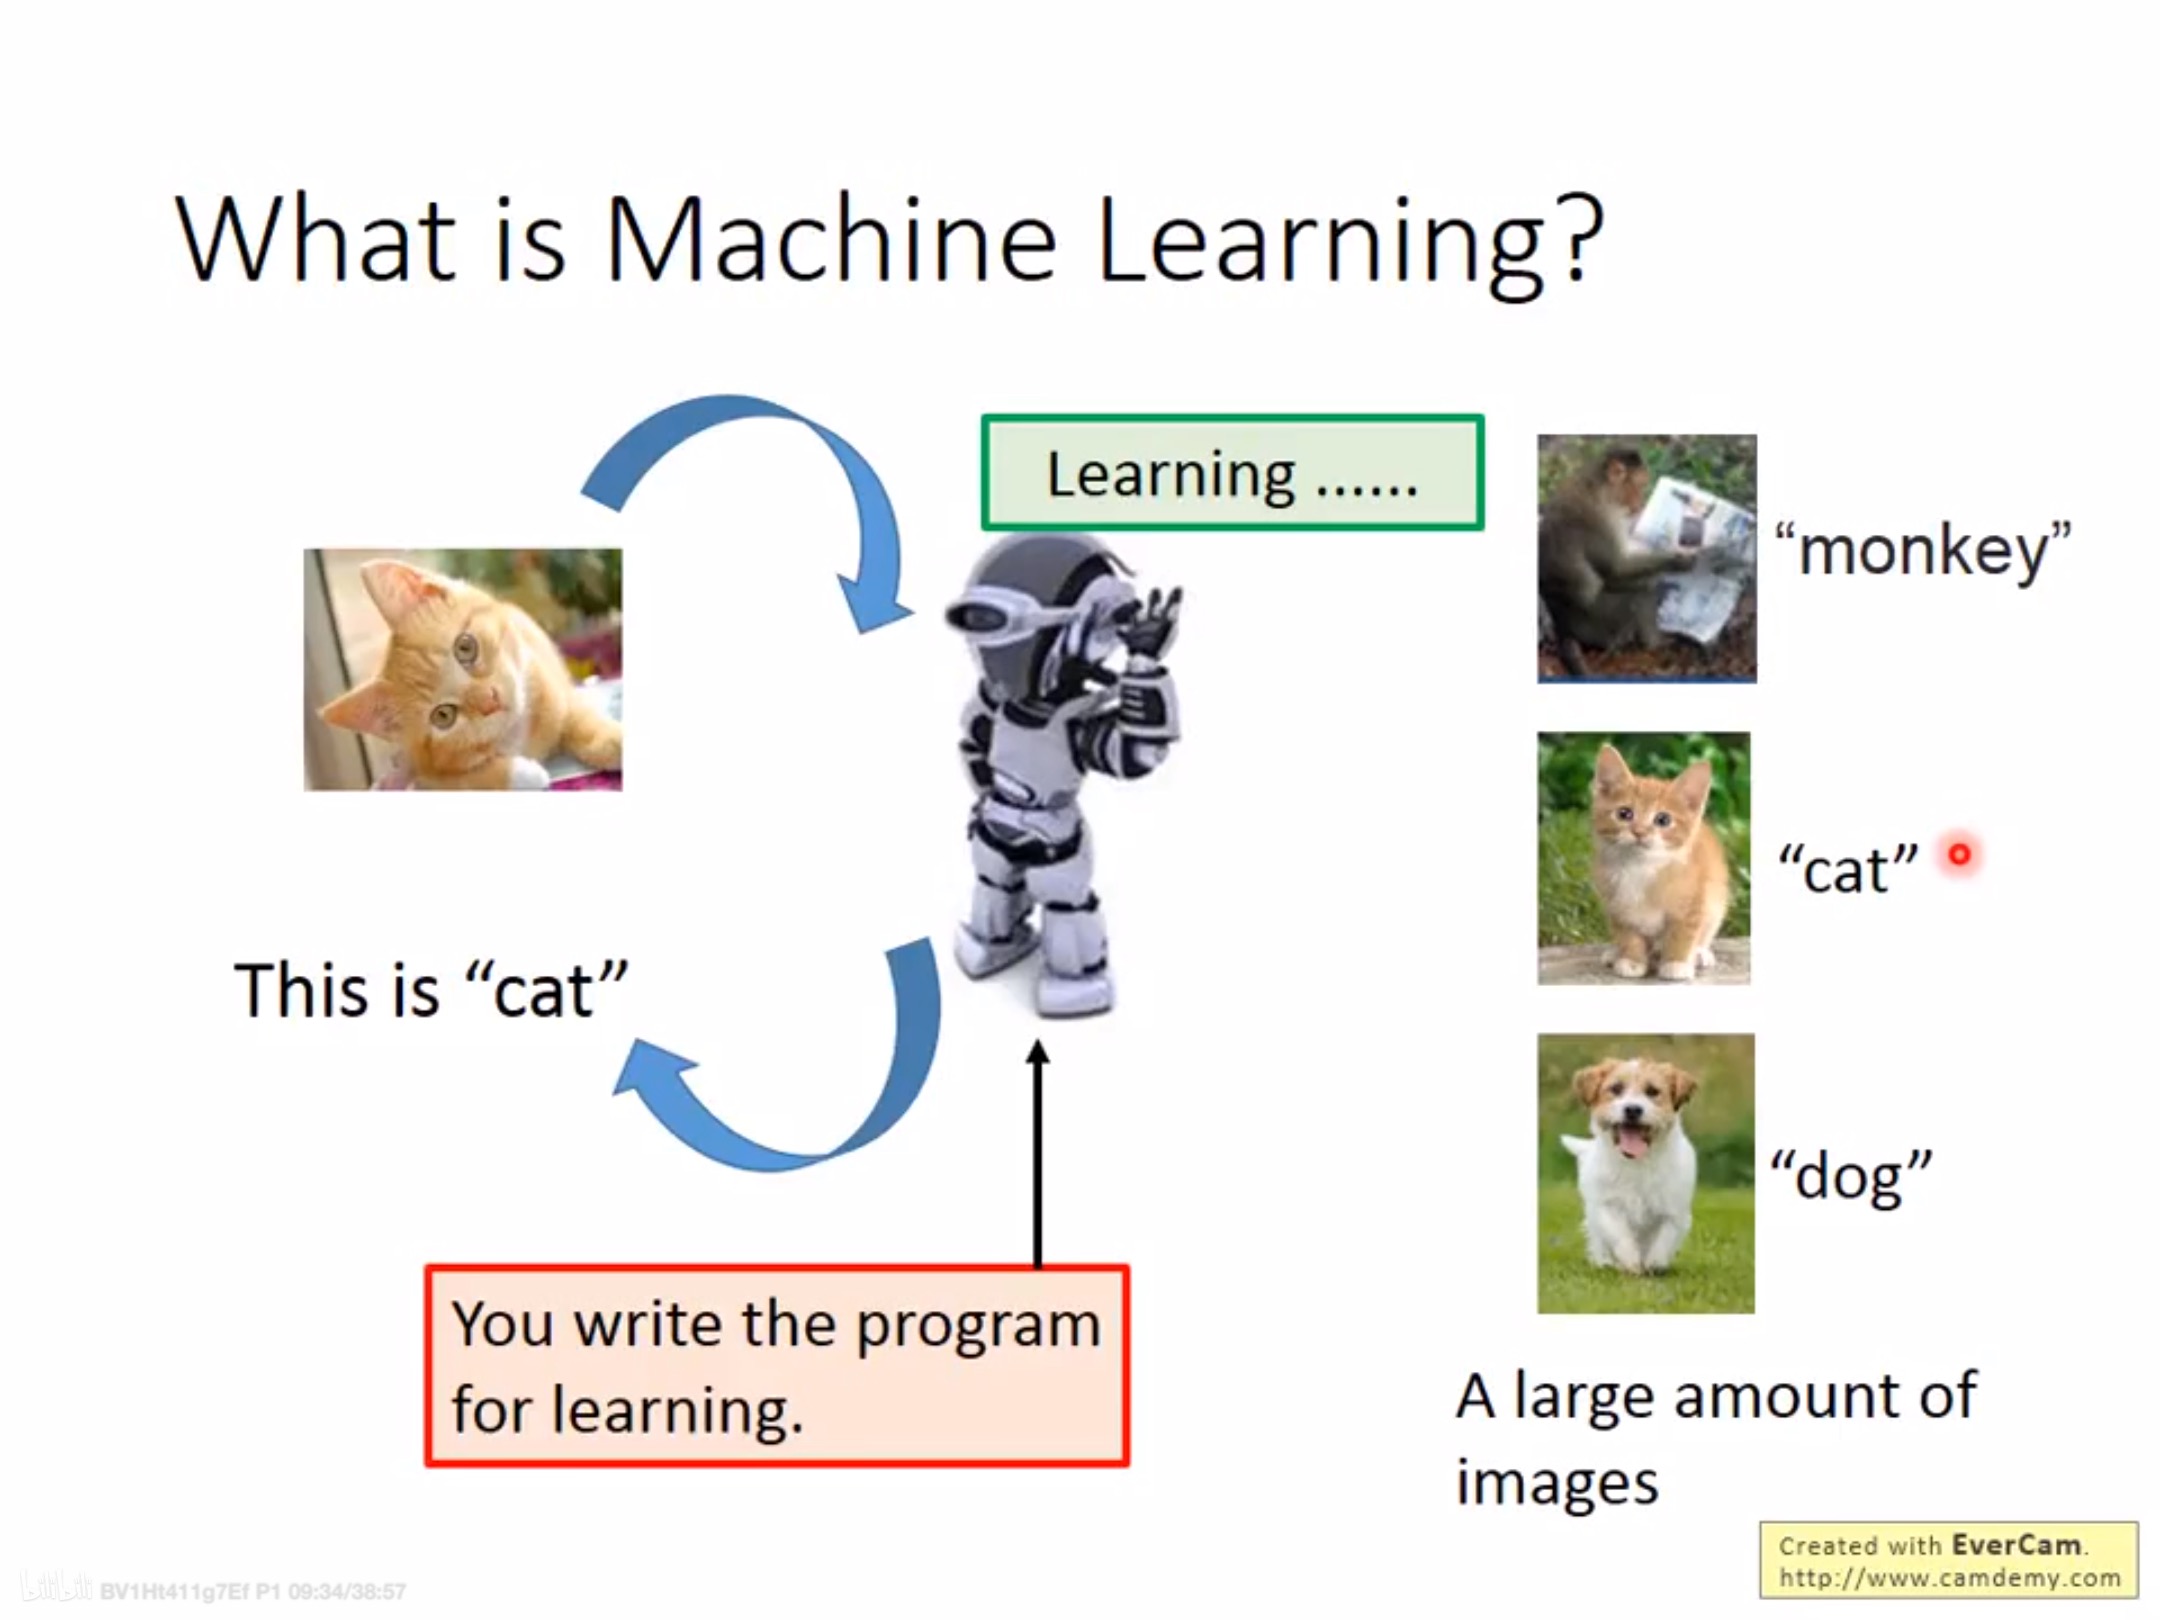 What is Machine Learning?
Learning ......
“monkey”
“cat”
This is “cat”
“dog”
You write the program
for learning.
A large amount of
images
Created with EverCam.
http://www.camdemy.com
bilibili BV1Ht411g7Ef P1 09:34/38:57